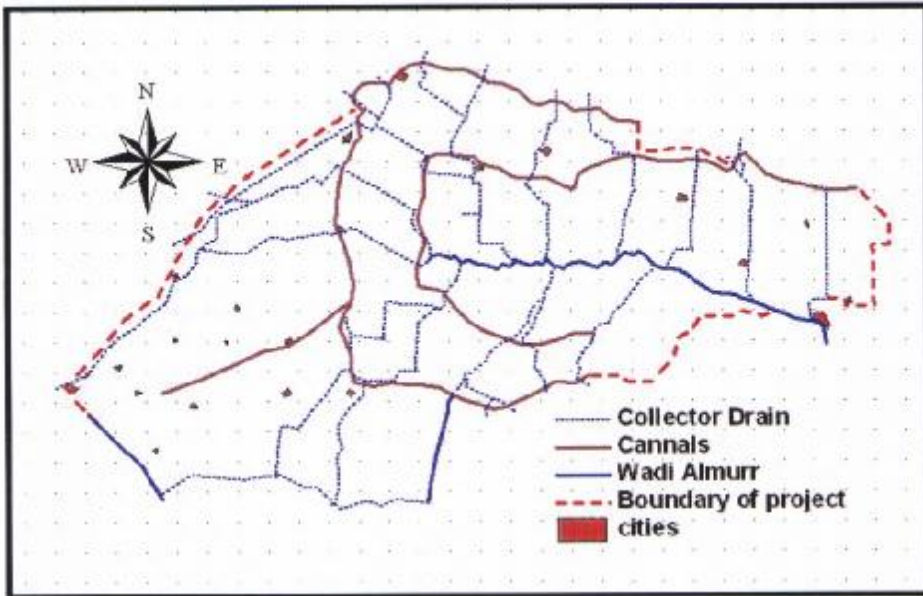 N
W E
S
Collector Drain
Cannals
Wadi Almurr
Boundary of project
cities